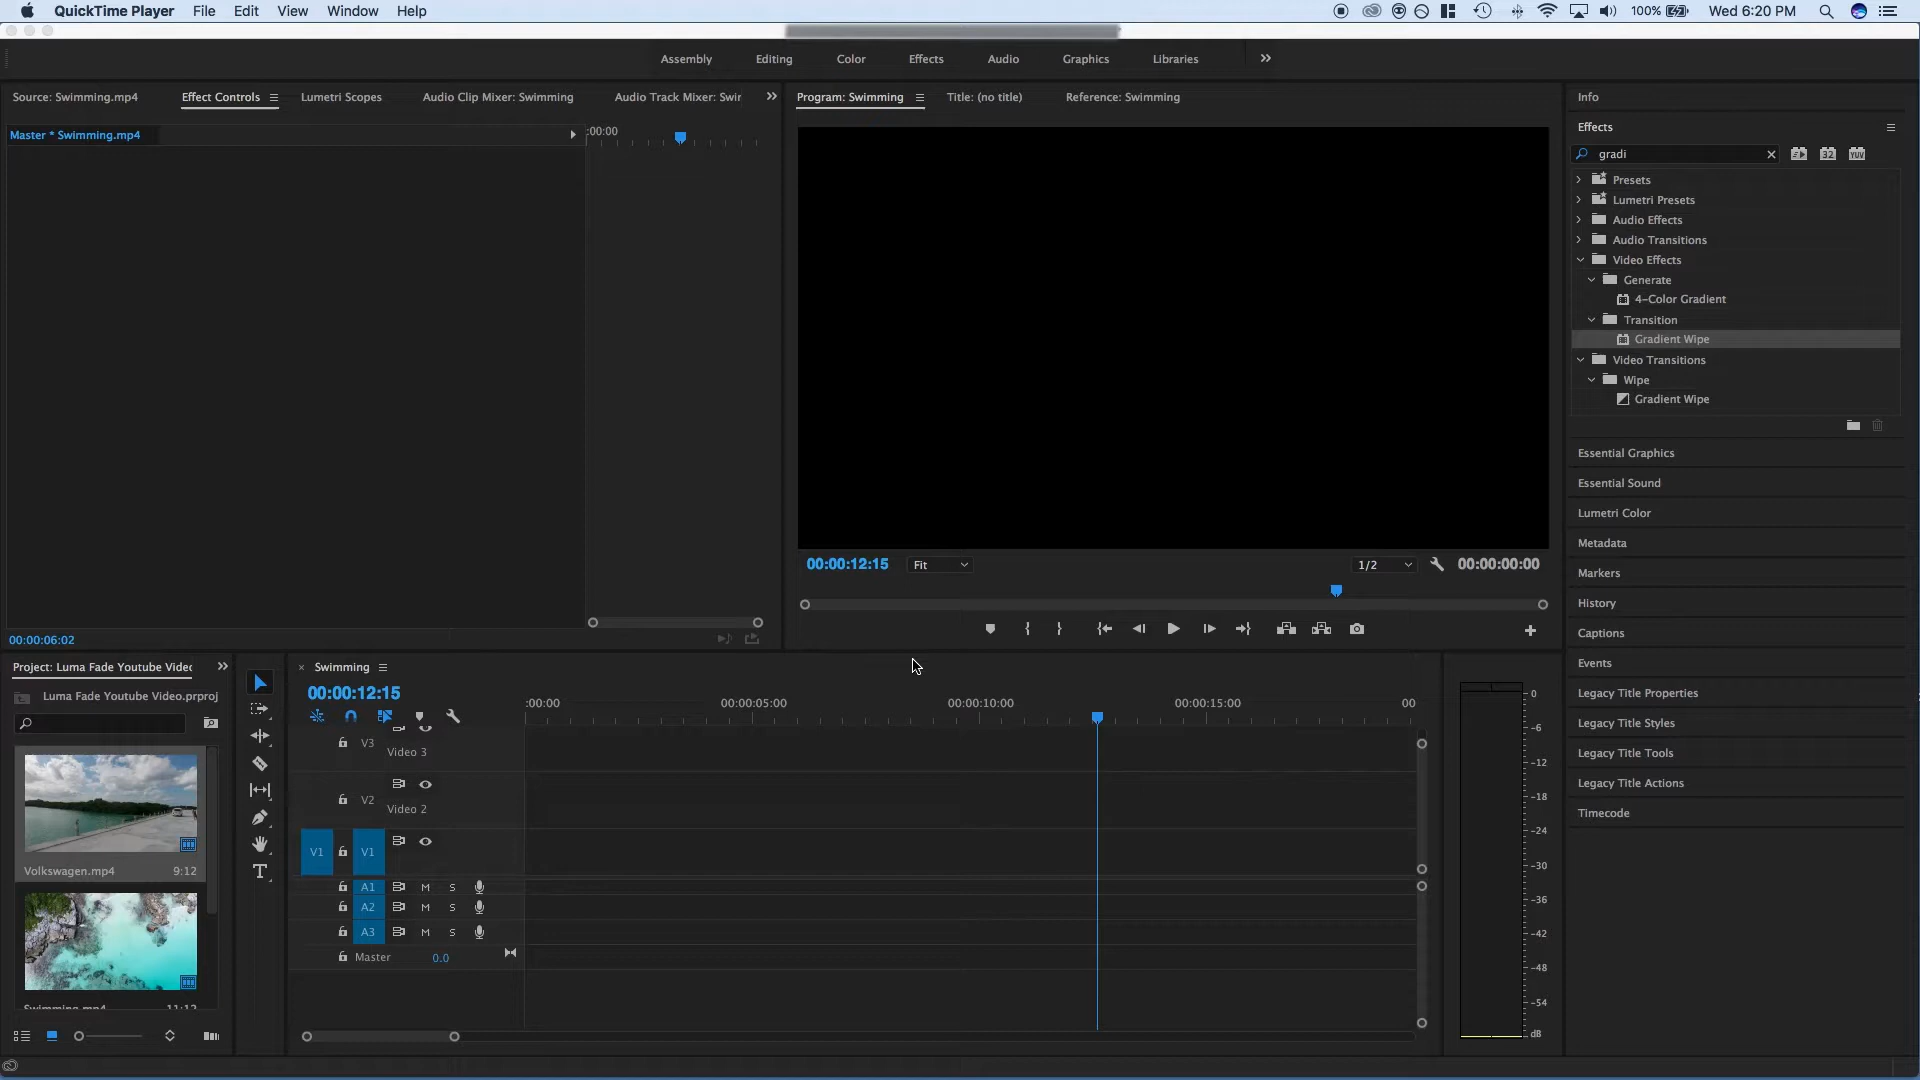 QuickTime Player File Edit View Window Help 100% Wed 6:20 PM
Assembly Editing Color Effects Audio Graphics Libraries
Source: Swimming.mp4 Effect Controls Lumetri Scopes Audio Clip Mixer: Swimming Audio Track Mixer: Swir
Master * Swimming.mp4
:00:00
00:00:06:02
Program: Swimming Title: (no title) Reference: Swimming
00:00:12:15 Fit 1/2 00:00:00:00
Info
Effects
gradi
32 YUV
Presets
Lumetri Presets
Audio Effects
Audio Transitions
Video Effects
Generate
4-Color Gradient
Transition
Gradient Wipe
Video Transitions
Wipe
Gradient Wipe
Essential Graphics
Essential Sound
Lumetri Color
Metadata
Markers
History
Captions
Events
Legacy Title Properties
Legacy Title Styles
Legacy Title Tools
Legacy Title Actions
Timecode
Project: Luma Fade Youtube Videc
Luma Fade Youtube Video.prproj
Volkswagen.mp4 9:12
Swimming.mp4 11:12
T
Swimming
00:00:12:15
:00:00 00:00:05:00 00:00:10:00 00:00:15:00 00
V3 Video 3
V2 Video 2
V1 V1
A1 M S
A2 M S
A3 M S
Master 0.0
0
-6
-12
-18
-24
-30
-36
-42
-48
-54
dB